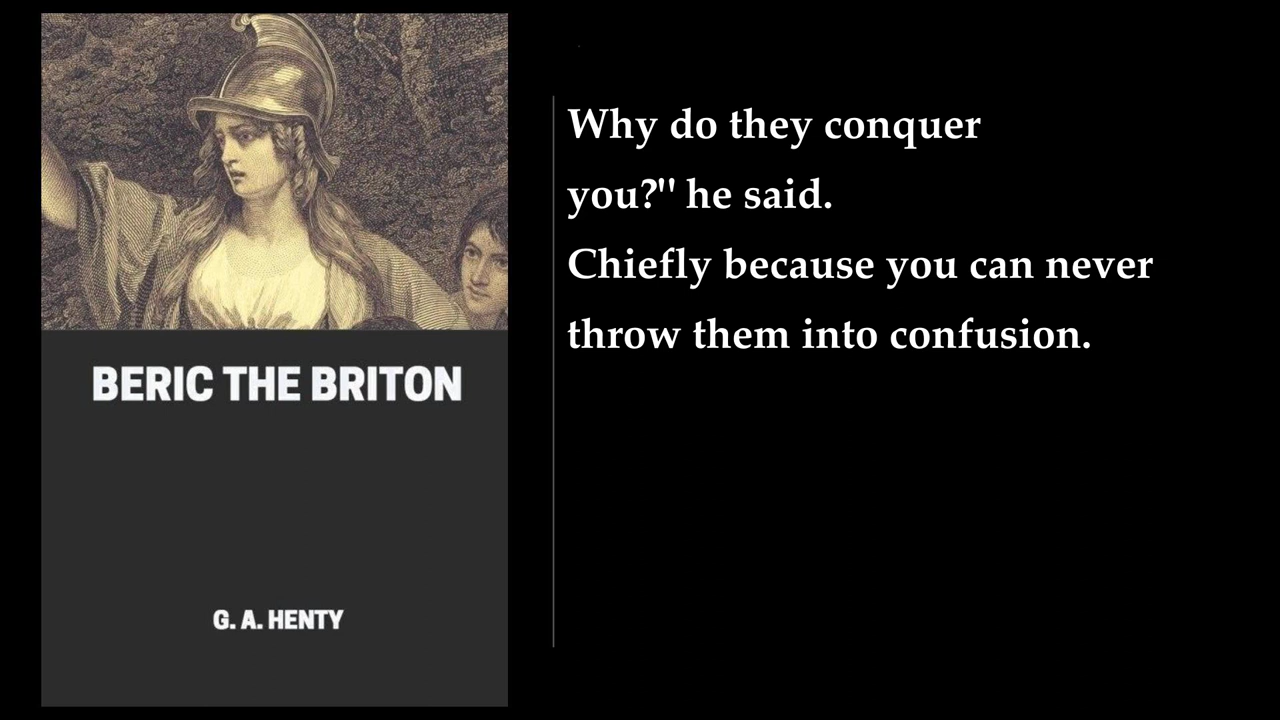 BERIC THE BRITON
G. A. HENTY
Why do they conquer
you?" he said.
Chiefly because you can never
throw them into confusion.